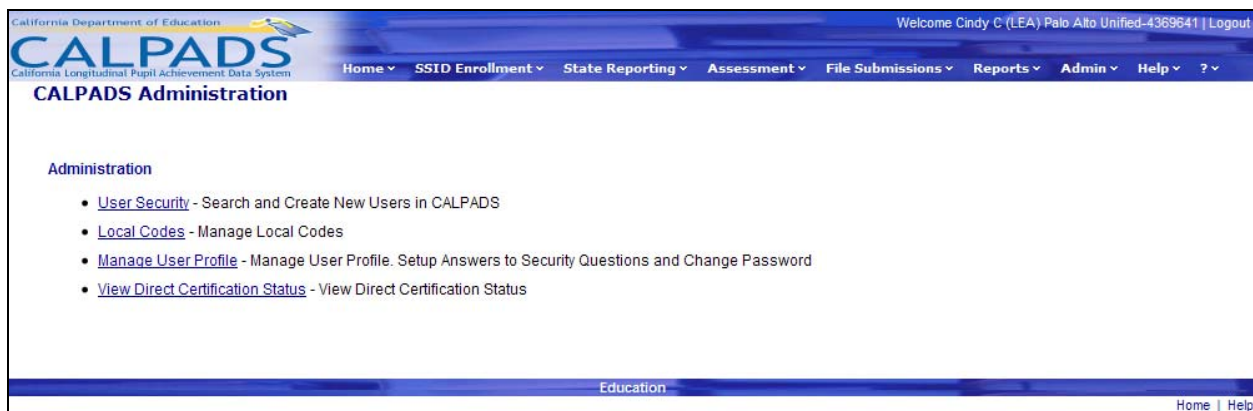 California Department of Education
Welcome Cindy C (LEA) Palo Alto Unified-4369641 | Logout
CALPADS
California Longitudinal Pupil Achievement Data System
Home SSID Enrollment State Reporting Assessment File Submissions Reports Admin Help ?
CALPADS Administration
Administration
• User Security - Search and Create New Users in CALPADS
• Local Codes - Manage Local Codes
• Manage User Profile - Manage User Profile. Setup Answers to Security Questions and Change Password
• View Direct Certification Status - View Direct Certification Status
Education
Home | Help